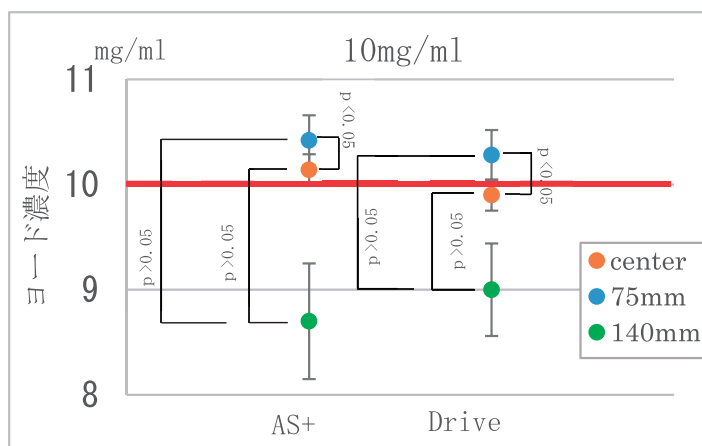 mg/ml
10mg/ml
11
10
9
8
ヨード濃度
p<0.05
p>0.05
p>0.05
p<0.05
p>0.05
p>0.05
center
75mm
140mm
AS+
Drive